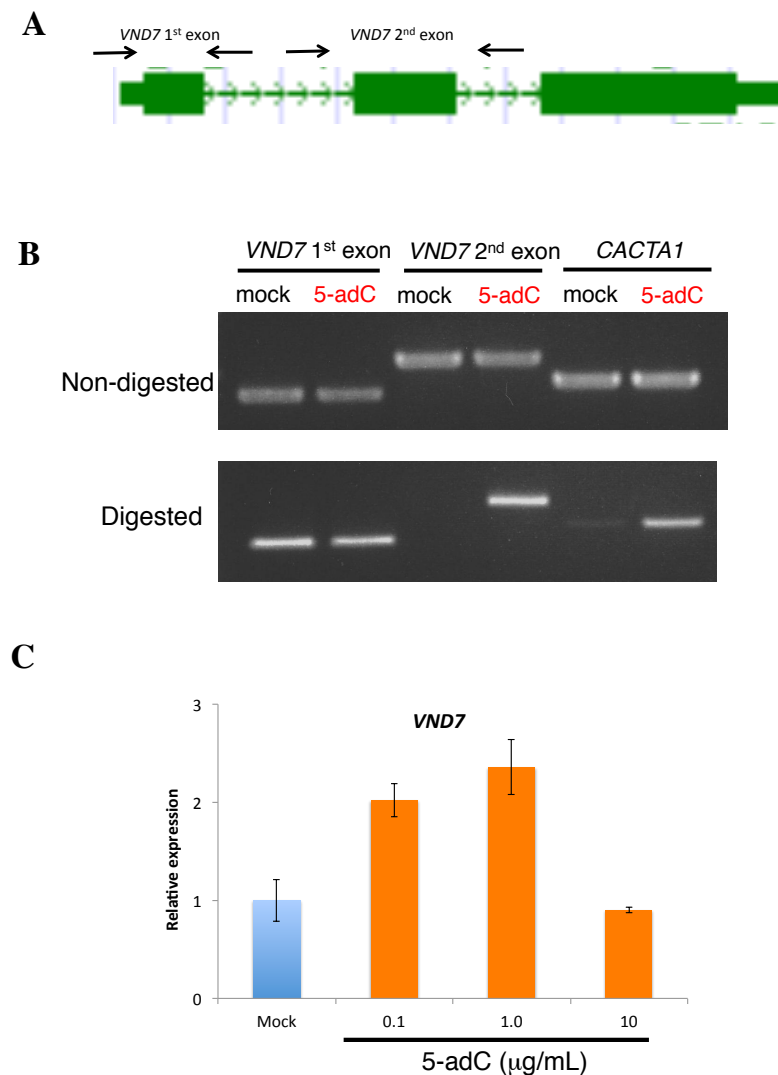 A
VND7 1st exon VND7 2nd exon
B
VND7 1st exon VND7 2nd exon CACTA1
mock 5-adC mock 5-adC mock 5-adC
Non-digested
Digested
C
VND7
Relative expression
3
2
1
0
Mock 0.1 1.0 10
5-adC (μg/mL)